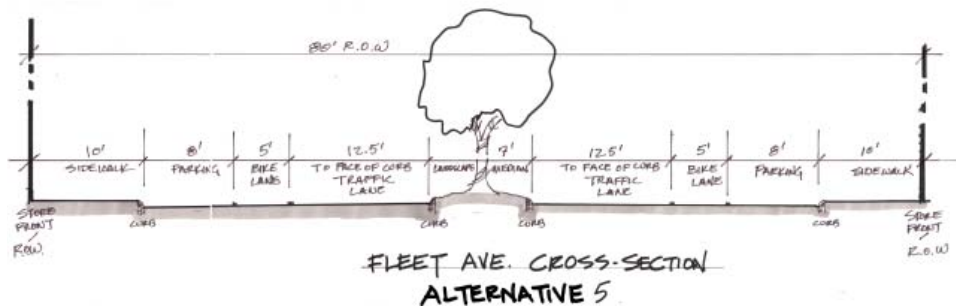 80' R.O.W
10' 8' 5' 12.5' 7' 12.5' 5' 8' 10'
SIDEWALK PARKING BIKE LANE TO FACE OF CURB TRAFFIC LANE LANDSCAPE MEDIAN TO FACE OF CURB TRAFFIC LANE BIKE LANE PARKING SIDEWALK
STORE FRONT / R.O.W. CURB CURB CURB CURB STORE FRONT / R.O.W
FLEET AVE. CROSS-SECTION
ALTERNATIVE 5